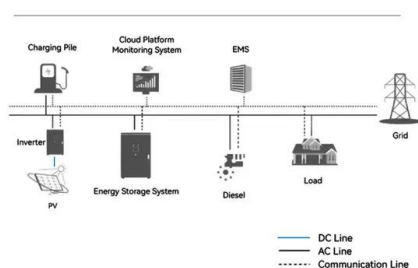 Charging Pile
Cloud Platform
Monitoring System
EMS
Grid
Inverter
PV
Energy Storage System
Diesel
Load
DC Line
AC Line
Communication Line